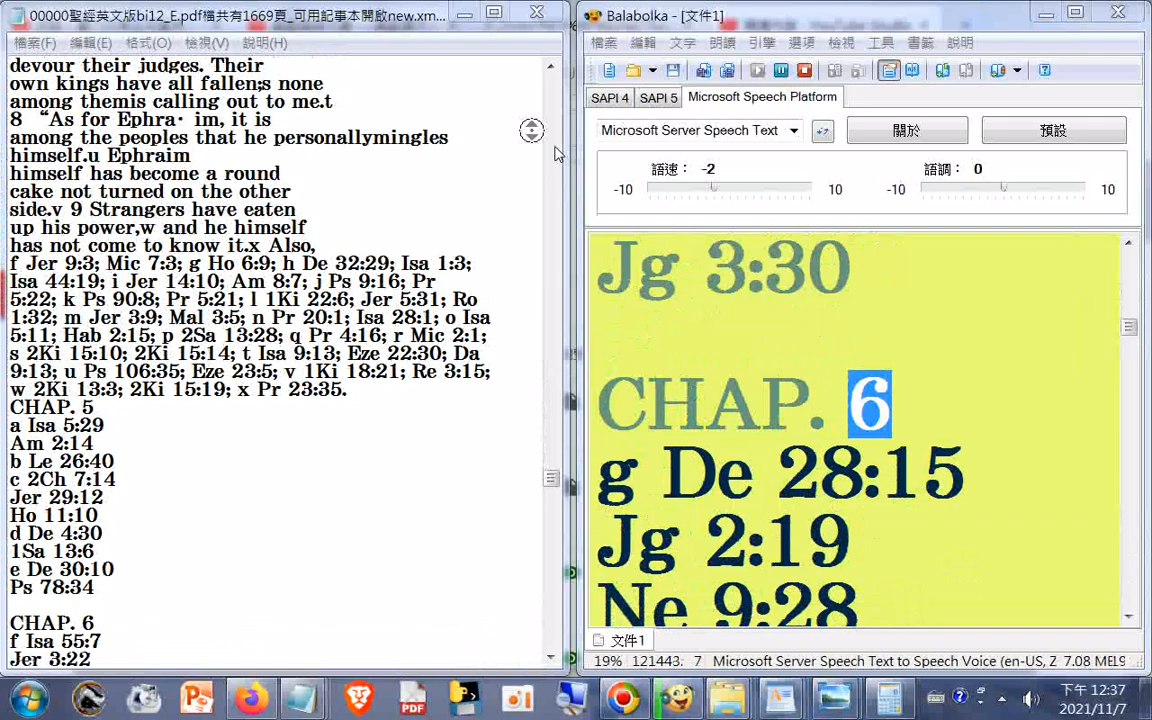 00000聖經英文版bi12_E.pdf檔共有1669頁_可用記事本開啟new.xm...
檔案(F) 編輯(E) 格式(O) 檢視(V) 說明(H)
devour their judges. Their
own kings have all fallen;s none
among themis calling out to me.t
8 “As for Ephra· im, it is
among the peoples that he personallymingles
himself.u Ephraim
himself has become a round
cake not turned on the other
side.v 9 Strangers have eaten
up his power,w and he himself
has not come to know it.x Also,
f Jer 9:3; Mic 7:3; g Ho 6:9; h De 32:29; Isa 1:3;
Isa 44:19; i Jer 14:10; Am 8:7; j Ps 9:16; Pr
5:22; k Ps 90:8; Pr 5:21; l 1Ki 22:6; Jer 5:31; Ro
1:32; m Jer 3:9; Mal 3:5; n Pr 20:1; Isa 28:1; o Isa
5:11; Hab 2:15; p 2Sa 13:28; q Pr 4:16; r Mic 2:1;
s 2Ki 15:10; 2Ki 15:14; t Isa 9:13; Eze 22:30; Da
9:13; u Ps 106:35; Eze 23:5; v 1Ki 18:21; Re 3:15;
w 2Ki 13:3; 2Ki 15:19; x Pr 23:35.
CHAP. 5
a Isa 5:29
Am 2:14
b Le 26:40
c 2Ch 7:14
Jer 29:12
Ho 11:10
d De 4:30
1Sa 13:6
e De 30:10
Ps 78:34
CHAP. 6
f Isa 55:7
Jer 3:22
Balabolka - [文件1]
檔案 編輯 文字 朗讀 引擎 選項 檢視 工具 書籤 說明
SAPI 4 SAPI 5 Microsoft Speech Platform
Microsoft Server Speech Text 關於 預設
語速: -2 語調: 0
-10 10 -10 10
Jg 3:30
CHAP. 6
g De 28:15
Jg 2:19
Ne 9:28
文件1
19% 121443: 7 Microsoft Server Speech Text to Speech Voice (en-US, Z 7.08 MEL9
PDF
下午 12:37
2021/11/7